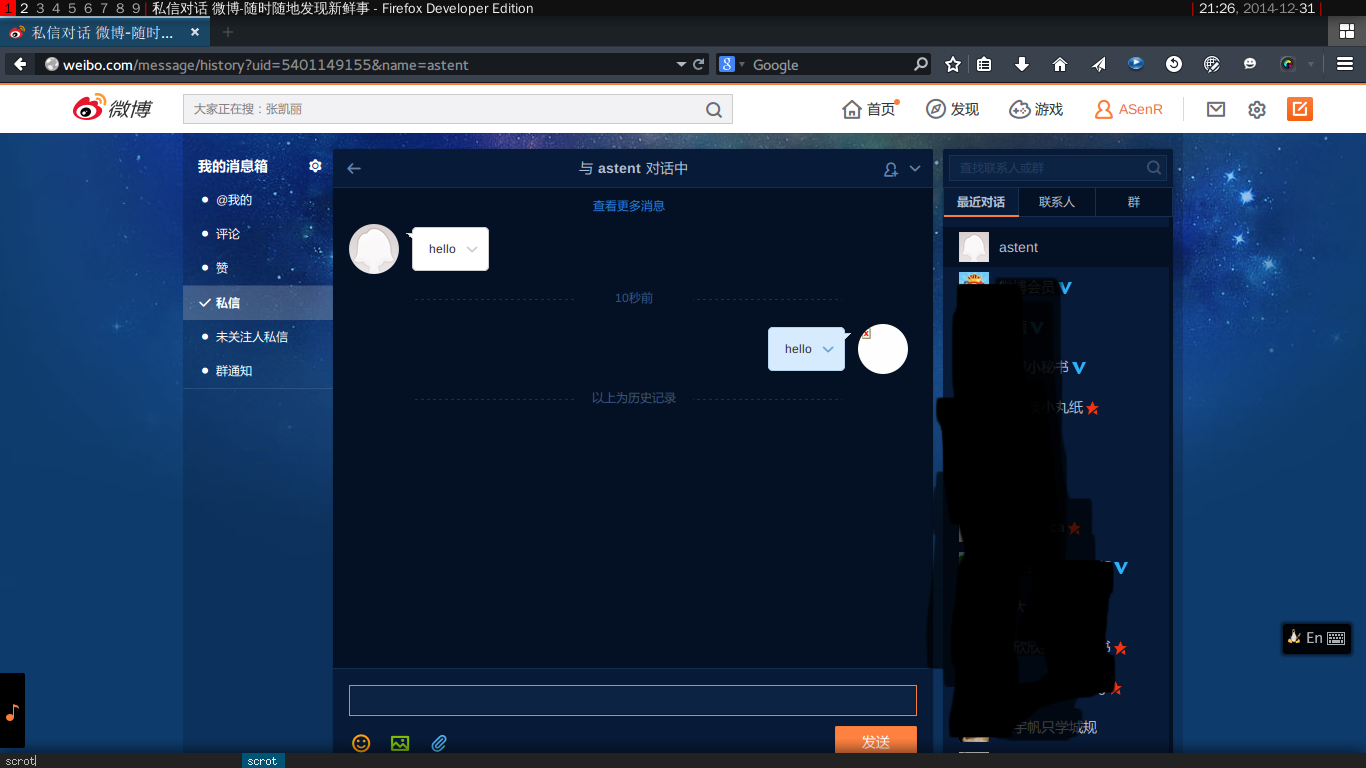 1 2 3 4 5 6 7 8 9 | 私信对话 微博-随时随地发现新鲜事 - Firefox Developer Edition | 21:26, 2014-12-31 |
私信对话 微博-随时...
weibo.com/message/history?uid=5401149155&name=astent
Google
微博
大家正在搜：张凯丽
首页
发现
游戏
ASenR
我的消息箱
@我的
评论
赞
私信
未关注人私信
群通知
与 astent 对话中
查看更多消息
hello
10秒前
hello
以上为历史记录
发送
查找联系人或群
最近对话
联系人
群
astent
会员
小秘书
小丸纸
宇帆只学城规
En
scrot
scrot